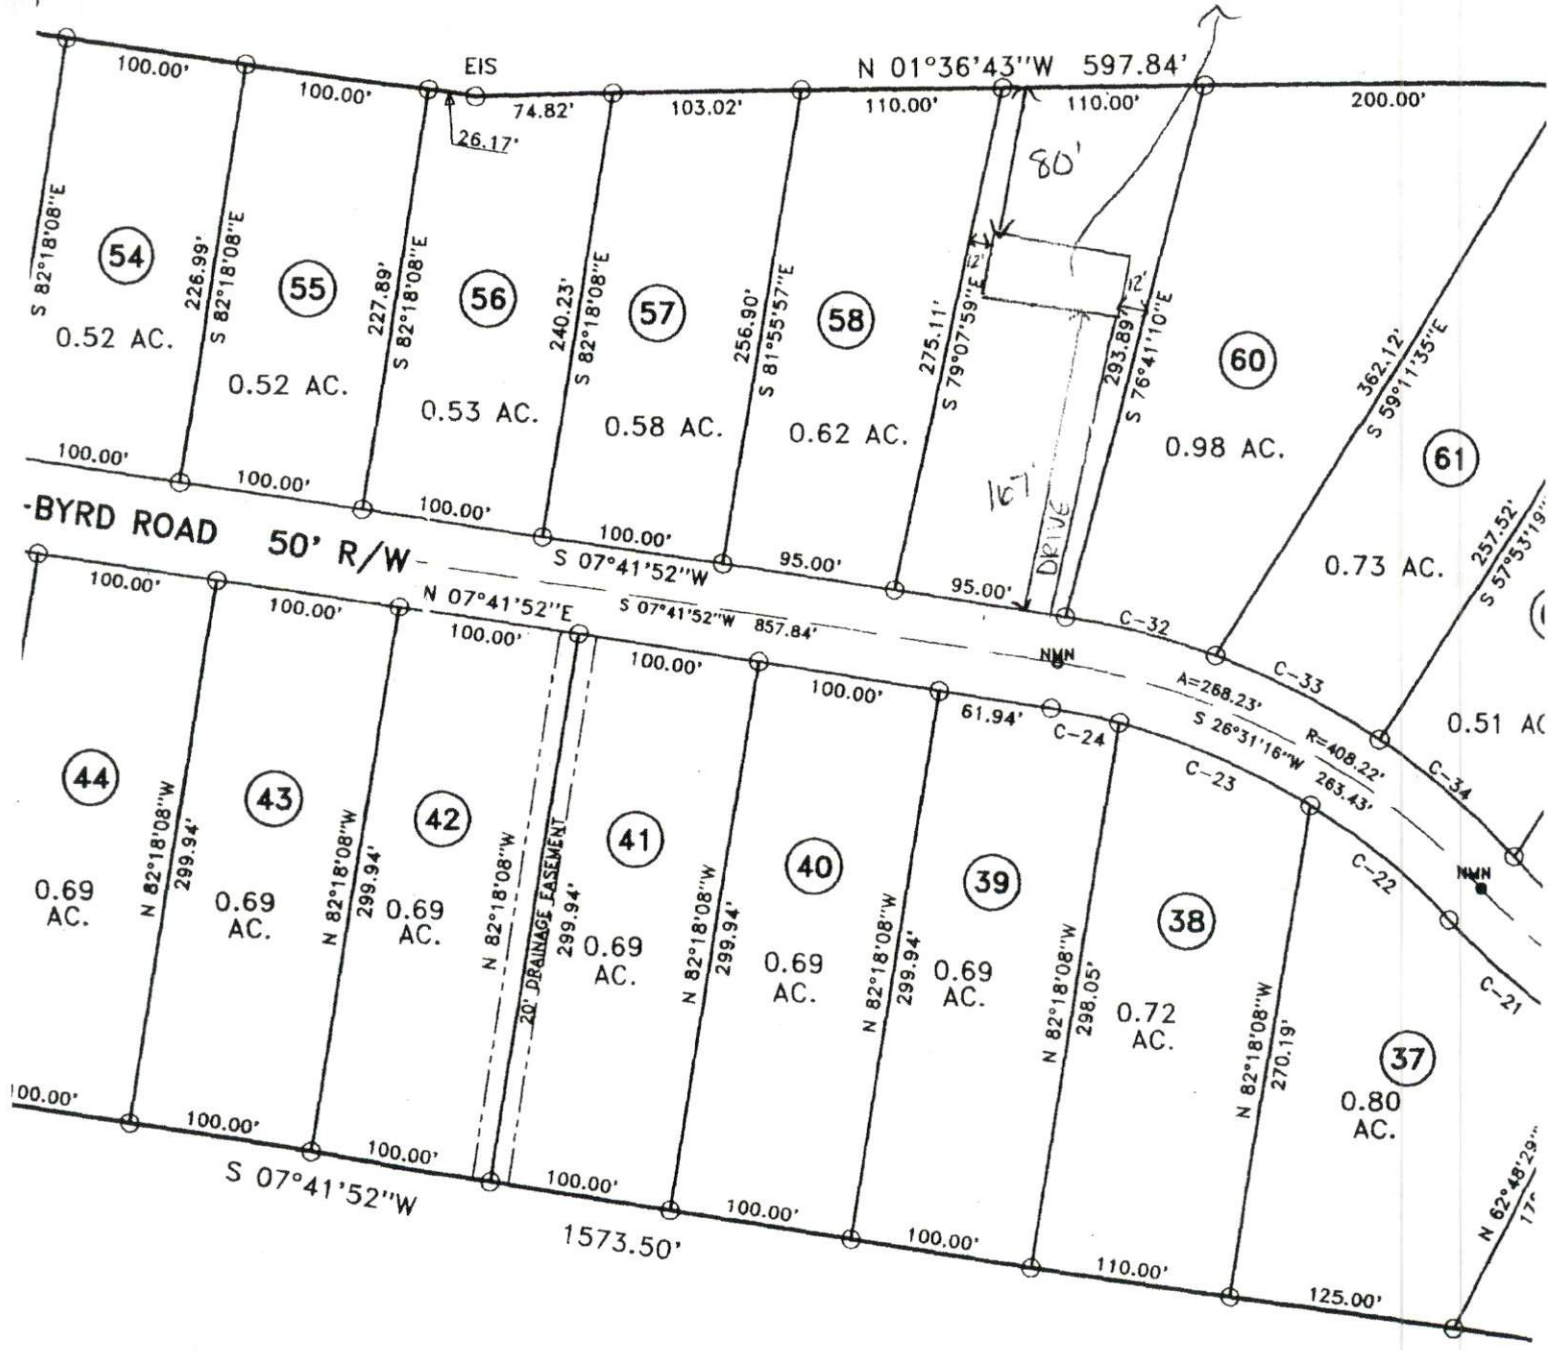 EIS
N 01°36'43"W 597.84'
100.00'
100.00'
74.82'
103.02'
110.00'
110.00'
200.00'
26.17'
80'
S 82°18'08"E
226.99'
S 82°18'08"E
227.89'
S 82°18'08"E
240.23'
S 82°18'08"E
256.90'
S 81°55'57"E
275.11'
S 79°07'59"E
12'
12'
293.89'
S 76°41'10"E
362.12'
S 59°11'35"E
257.52'
S 57°53'19"
54
0.52 AC.
55
0.52 AC.
56
0.53 AC.
57
0.58 AC.
58
0.62 AC.
60
0.98 AC.
61
0.73 AC.
0.51 AC
167'
DRIVE
100.00'
100.00'
100.00'
100.00'
95.00'
95.00'
C-32
C-33
C-34
-BYRD ROAD 50' R/W
S 07°41'52"W
S 07°41'52"W 857.84'
N 07°41'52"E
NMN
A=268.23'
R=408.22'
S 26°31'16"W 263.43'
NMN
100.00'
100.00'
100.00'
100.00'
100.00'
61.94'
C-24
C-23
C-22
C-21
44
0.69
AC.
N 82°18'08"W
299.94'
43
0.69
AC.
N 82°18'08"W
299.94'
42
0.69
AC.
N 82°18'08"W
20' DRAINAGE EASEMENT
299.94'
41
0.69
AC.
N 82°18'08"W
299.94'
40
0.69
AC.
N 82°18'08"W
299.94'
39
0.69
AC.
N 82°18'08"W
298.05'
38
0.72
AC.
N 82°18'08"W
270.19'
37
0.80
AC.
N 62°48'29"
100.00'
100.00'
100.00'
100.00'
100.00'
100.00'
110.00'
125.00'
S 07°41'52"W
1573.50'